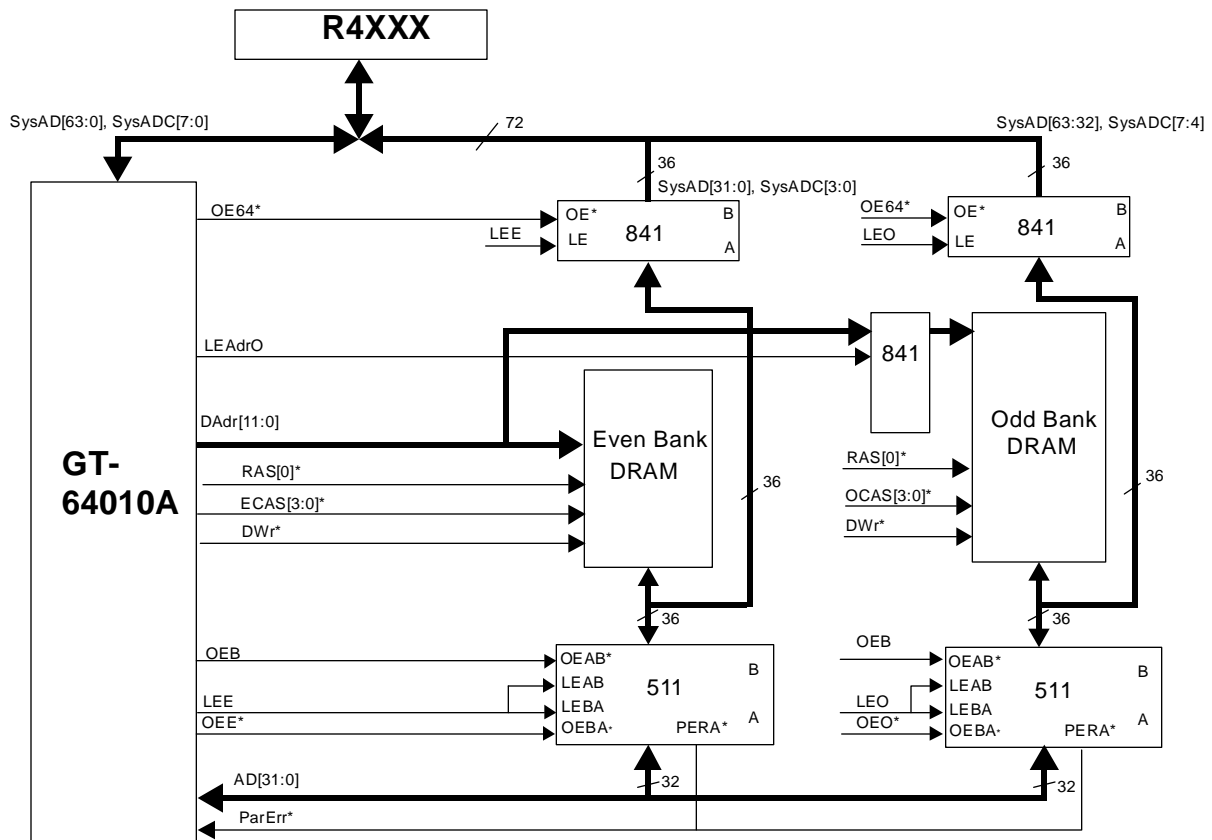 R4XXX
SysAD[63:0], SysADC[7:0]
72
SysAD[63:32], SysADC[7:4]
36
SysAD[31:0], SysADC[3:0]
36
OE64*
OE*
B
LEE
LE
841
A
OE64*
OE*
B
LEO
LE
841
A
LEAdrO
841
DAdr[11:0]
Even Bank
DRAM
Odd Bank
DRAM
GT-
64010A
RAS[0]*
ECAS[3:0]*
DWr*
36
RAS[0]*
OCAS[3:0]*
DWr*
36
36
36
OEB
OEAB*
B
LEAB
511
LEE
LEBA
A
OEE*
OEBA*
PERA*
OEB
OEAB*
B
LEAB
511
LEO
LEBA
A
OEO*
OEBA*
PERA*
AD[31:0]
32
32
ParErr*